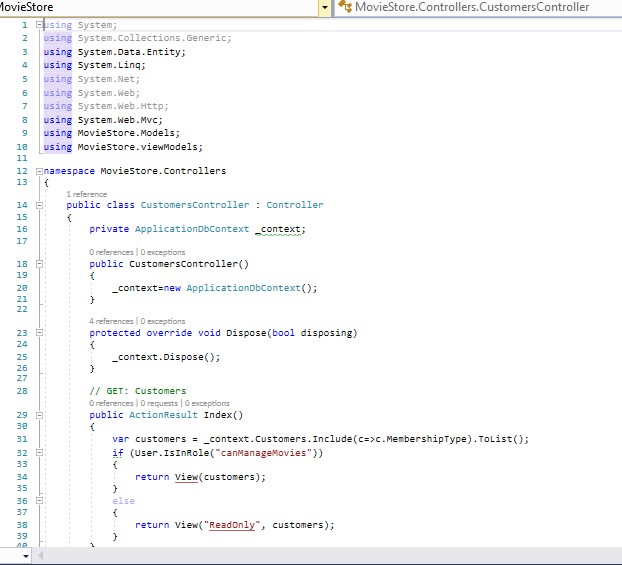 MovieStore MovieStore.Controllers.CustomersController
1 using System;
2 using System.Collections.Generic;
3 using System.Data.Entity;
4 using System.Linq;
5 using System.Net;
6 using System.Web;
7 using System.Web.Http;
8 using System.Web.Mvc;
9 using MovieStore.Models;
10 using MovieStore.viewModels;
11
12 namespace MovieStore.Controllers
13 {
1 reference
14 public class CustomersController : Controller
15 {
16 private ApplicationDbContext _context;
17
0 references | 0 exceptions
18 public CustomersController()
19 {
20 _context=new ApplicationDbContext();
21 }
22
4 references | 0 exceptions
23 protected override void Dispose(bool disposing)
24 {
25 _context.Dispose();
26 }
27
28 // GET: Customers
0 references | 0 requests | 0 exceptions
29 public ActionResult Index()
30 {
31 var customers = _context.Customers.Include(c=>c.MembershipType).ToList();
32 if (User.IsInRole("canManageMovies"))
33 {
34 return View(customers);
35 }
36 else
37 {
38 return View("ReadOnly", customers);
39 }
40 }